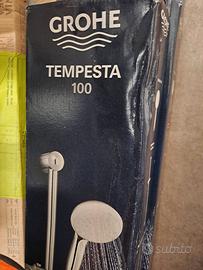 GROHE
TEMPESTA
100
subito